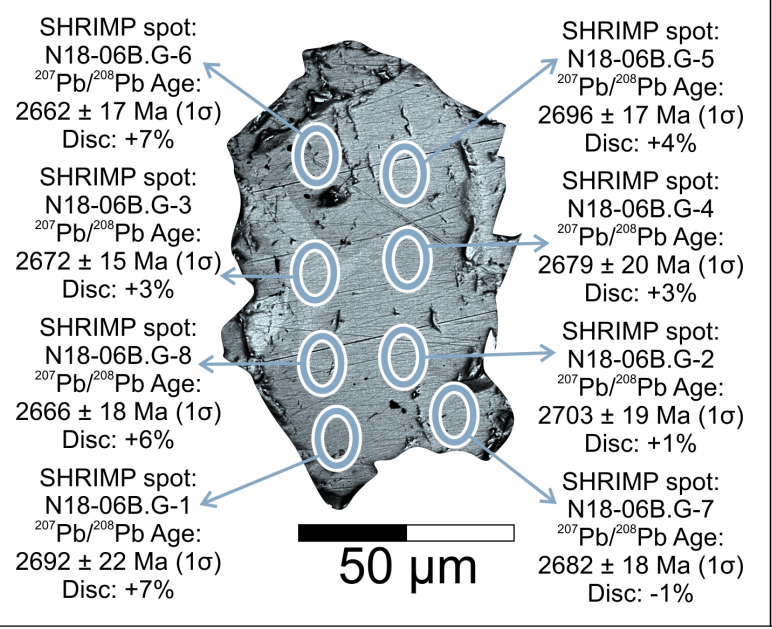 SHRIMP spot:
N18-06B.G-6
²⁰⁷Pb/²⁰⁸Pb Age:
2662 ± 17 Ma (1σ)
Disc: +7%
SHRIMP spot:
N18-06B.G-3
²⁰⁷Pb/²⁰⁸Pb Age:
2672 ± 15 Ma (1σ)
Disc: +3%
SHRIMP spot:
N18-06B.G-8
²⁰⁷Pb/²⁰⁸Pb Age:
2666 ± 18 Ma (1σ)
Disc: +6%
SHRIMP spot:
N18-06B.G-1
²⁰⁷Pb/²⁰⁸Pb Age:
2692 ± 22 Ma (1σ)
Disc: +7%
SHRIMP spot:
N18-06B.G-5
²⁰⁷Pb/²⁰⁸Pb Age:
2696 ± 17 Ma (1σ)
Disc: +4%
SHRIMP spot:
N18-06B.G-4
²⁰⁷Pb/²⁰⁸Pb Age:
2679 ± 20 Ma (1σ)
Disc: +3%
SHRIMP spot:
N18-06B.G-2
²⁰⁷Pb/²⁰⁸Pb Age:
2703 ± 19 Ma (1σ)
Disc: +1%
SHRIMP spot:
N18-06B.G-7
²⁰⁷Pb/²⁰⁸Pb Age:
2682 ± 18 Ma (1σ)
Disc: -1%
50 µm